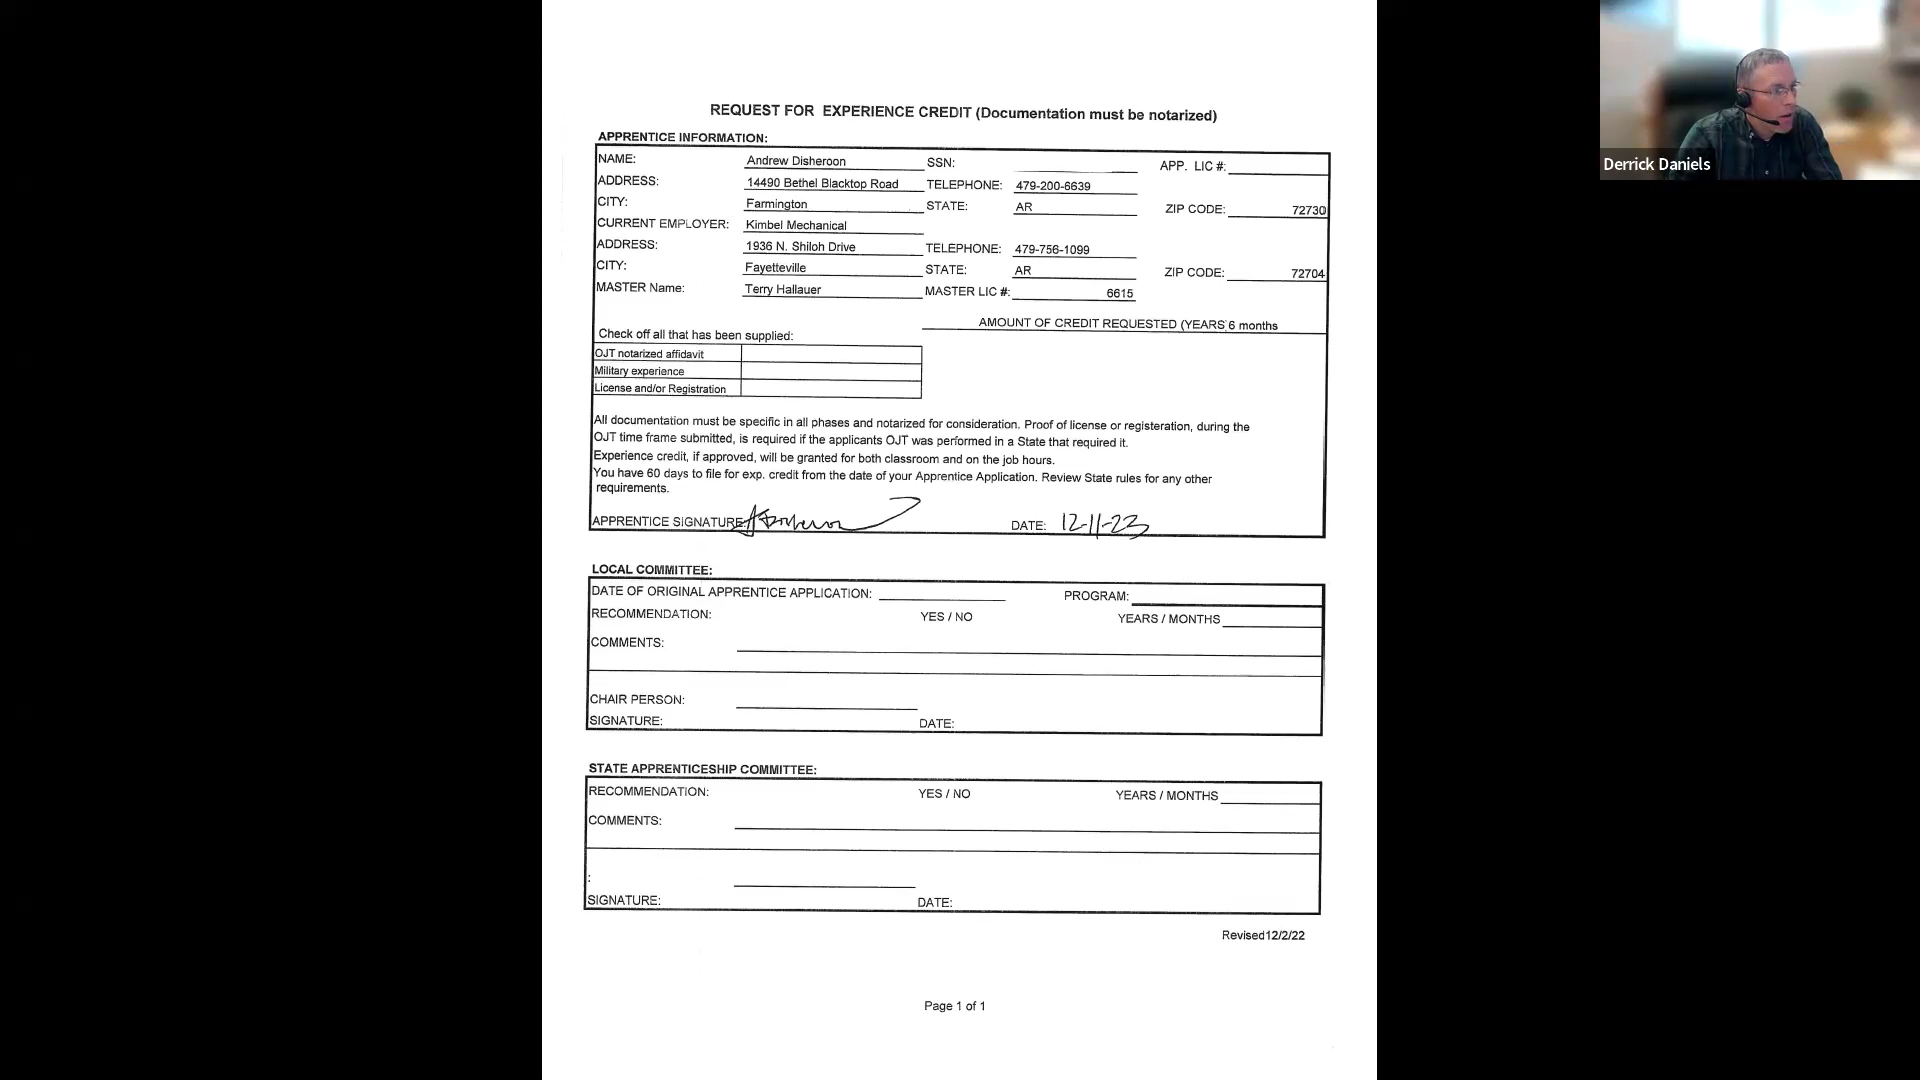 REQUEST FOR EXPERIENCE CREDIT (Documentation must be notarized)
APPRENTICE INFORMATION:
NAME: Andrew Disheroon SSN: APP. LIC #:
ADDRESS: 14490 Bethel Blacktop Road TELEPHONE: 479-200-6639
CITY: Farmington STATE: AR ZIP CODE: 72730
CURRENT EMPLOYER: Kimbel Mechanical
ADDRESS: 1936 N. Shiloh Drive TELEPHONE: 479-756-1099
CITY: Fayetteville STATE: AR ZIP CODE: 72704
MASTER Name: Terry Hallauer MASTER LIC #: 6615
AMOUNT OF CREDIT REQUESTED (YEARS 6 months
Check off all that has been supplied:
OJT notarized affidavit
Military experience
License and/or Registration
All documentation must be specific in all phases and notarized for consideration. Proof of license or registeration, during the
OJT time frame submitted, is required if the applicants OJT was performed in a State that required it.
Experience credit, if approved, will be granted for both classroom and on the job hours.
You have 60 days to file for exp. credit from the date of your Apprentice Application. Review State rules for any other
requirements.
APPRENTICE SIGNATURE: DATE: 12-11-23
LOCAL COMMITTEE:
DATE OF ORIGINAL APPRENTICE APPLICATION: PROGRAM:
RECOMMENDATION: YES / NO YEARS / MONTHS
COMMENTS:
CHAIR PERSON:
SIGNATURE: DATE:
STATE APPRENTICESHIP COMMITTEE:
RECOMMENDATION: YES / NO YEARS / MONTHS
COMMENTS:
:
SIGNATURE: DATE:
Revised12/2/22
Page 1 of 1
Derrick Daniels